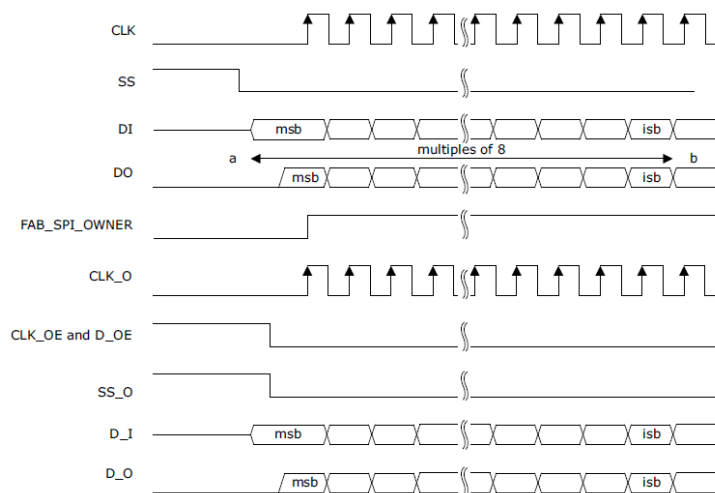 CLK
SS
DI msb isb
a multiples of 8 b
DO msb isb
FAB_SPI_OWNER
CLK_O
CLK_OE and D_OE
SS_O
D_I msb isb
D_O msb isb